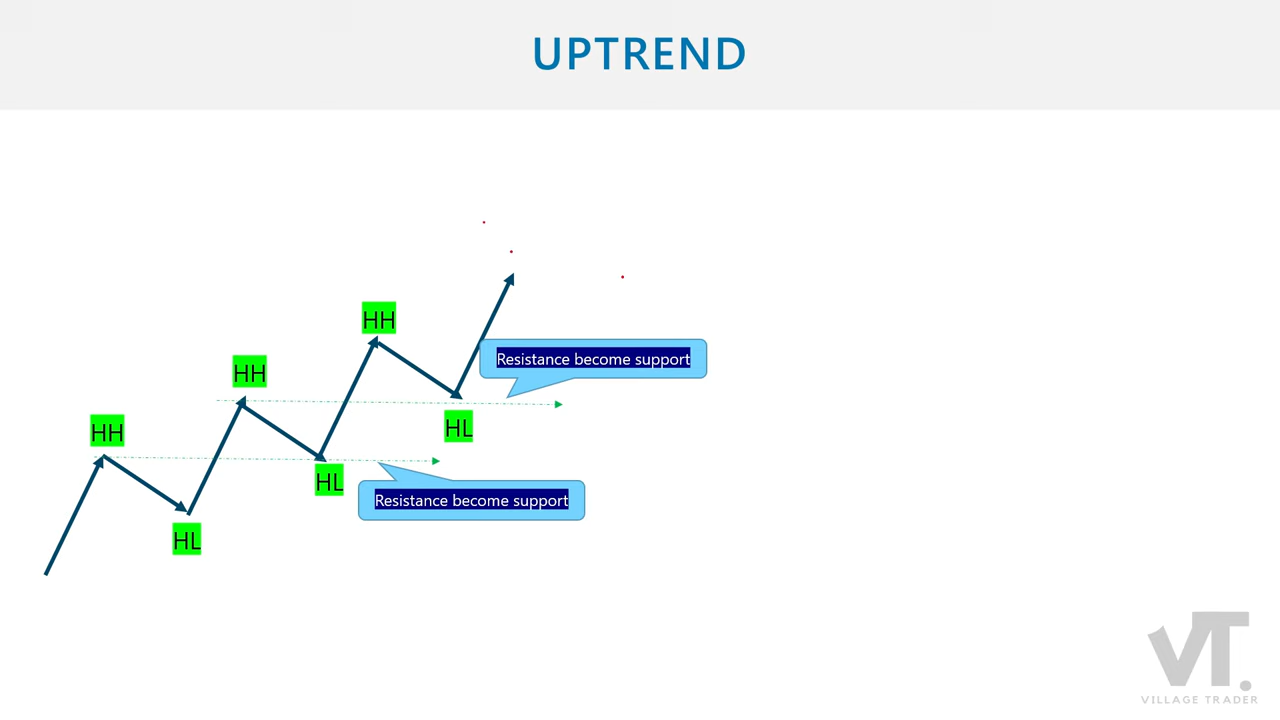 UPTREND
HH
Resistance become support
HH
HL
HH
HL
Resistance become support
HL
VT.
VILLAGE TRADER